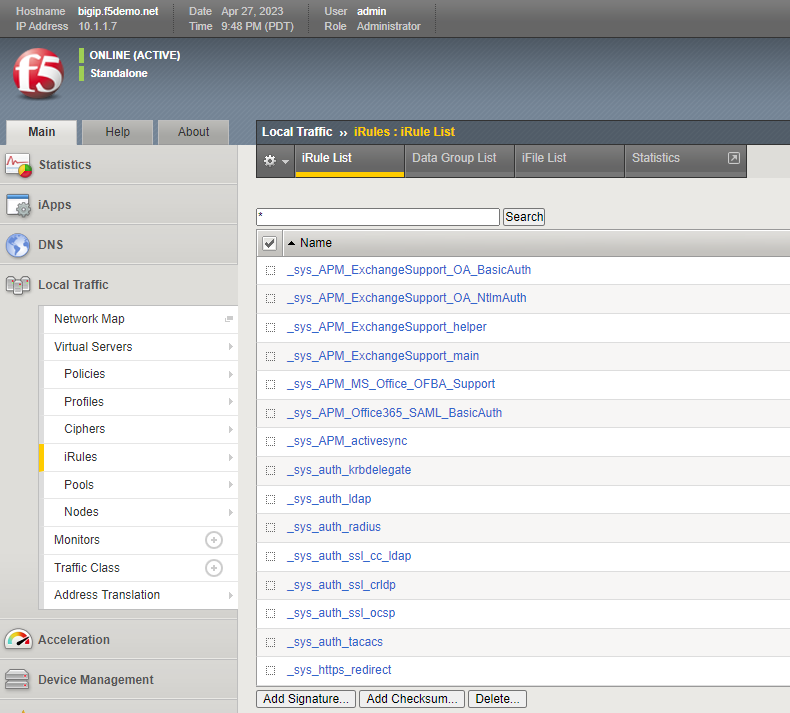 Hostname bigip.f5demo.net Date Apr 27, 2023 User admin
IP Address 10.1.1.7 Time 9:48 PM (PDT) Role Administrator
f5
ONLINE (ACTIVE)
Standalone
Main Help About
Statistics
iApps
DNS
Local Traffic
Network Map
Virtual Servers
Policies
Profiles
Ciphers
iRules
Pools
Nodes
Monitors
Traffic Class
Address Translation
Acceleration
Device Management
Local Traffic ›› iRules : iRule List
iRule List Data Group List iFile List Statistics
* Search
Name
_sys_APM_ExchangeSupport_OA_BasicAuth
_sys_APM_ExchangeSupport_OA_NtlmAuth
_sys_APM_ExchangeSupport_helper
_sys_APM_ExchangeSupport_main
_sys_APM_MS_Office_OFBA_Support
_sys_APM_Office365_SAML_BasicAuth
_sys_APM_activesync
_sys_auth_krbdelegate
_sys_auth_ldap
_sys_auth_radius
_sys_auth_ssl_cc_ldap
_sys_auth_ssl_crldp
_sys_auth_ssl_ocsp
_sys_auth_tacacs
_sys_https_redirect
Add Signature... Add Checksum... Delete...